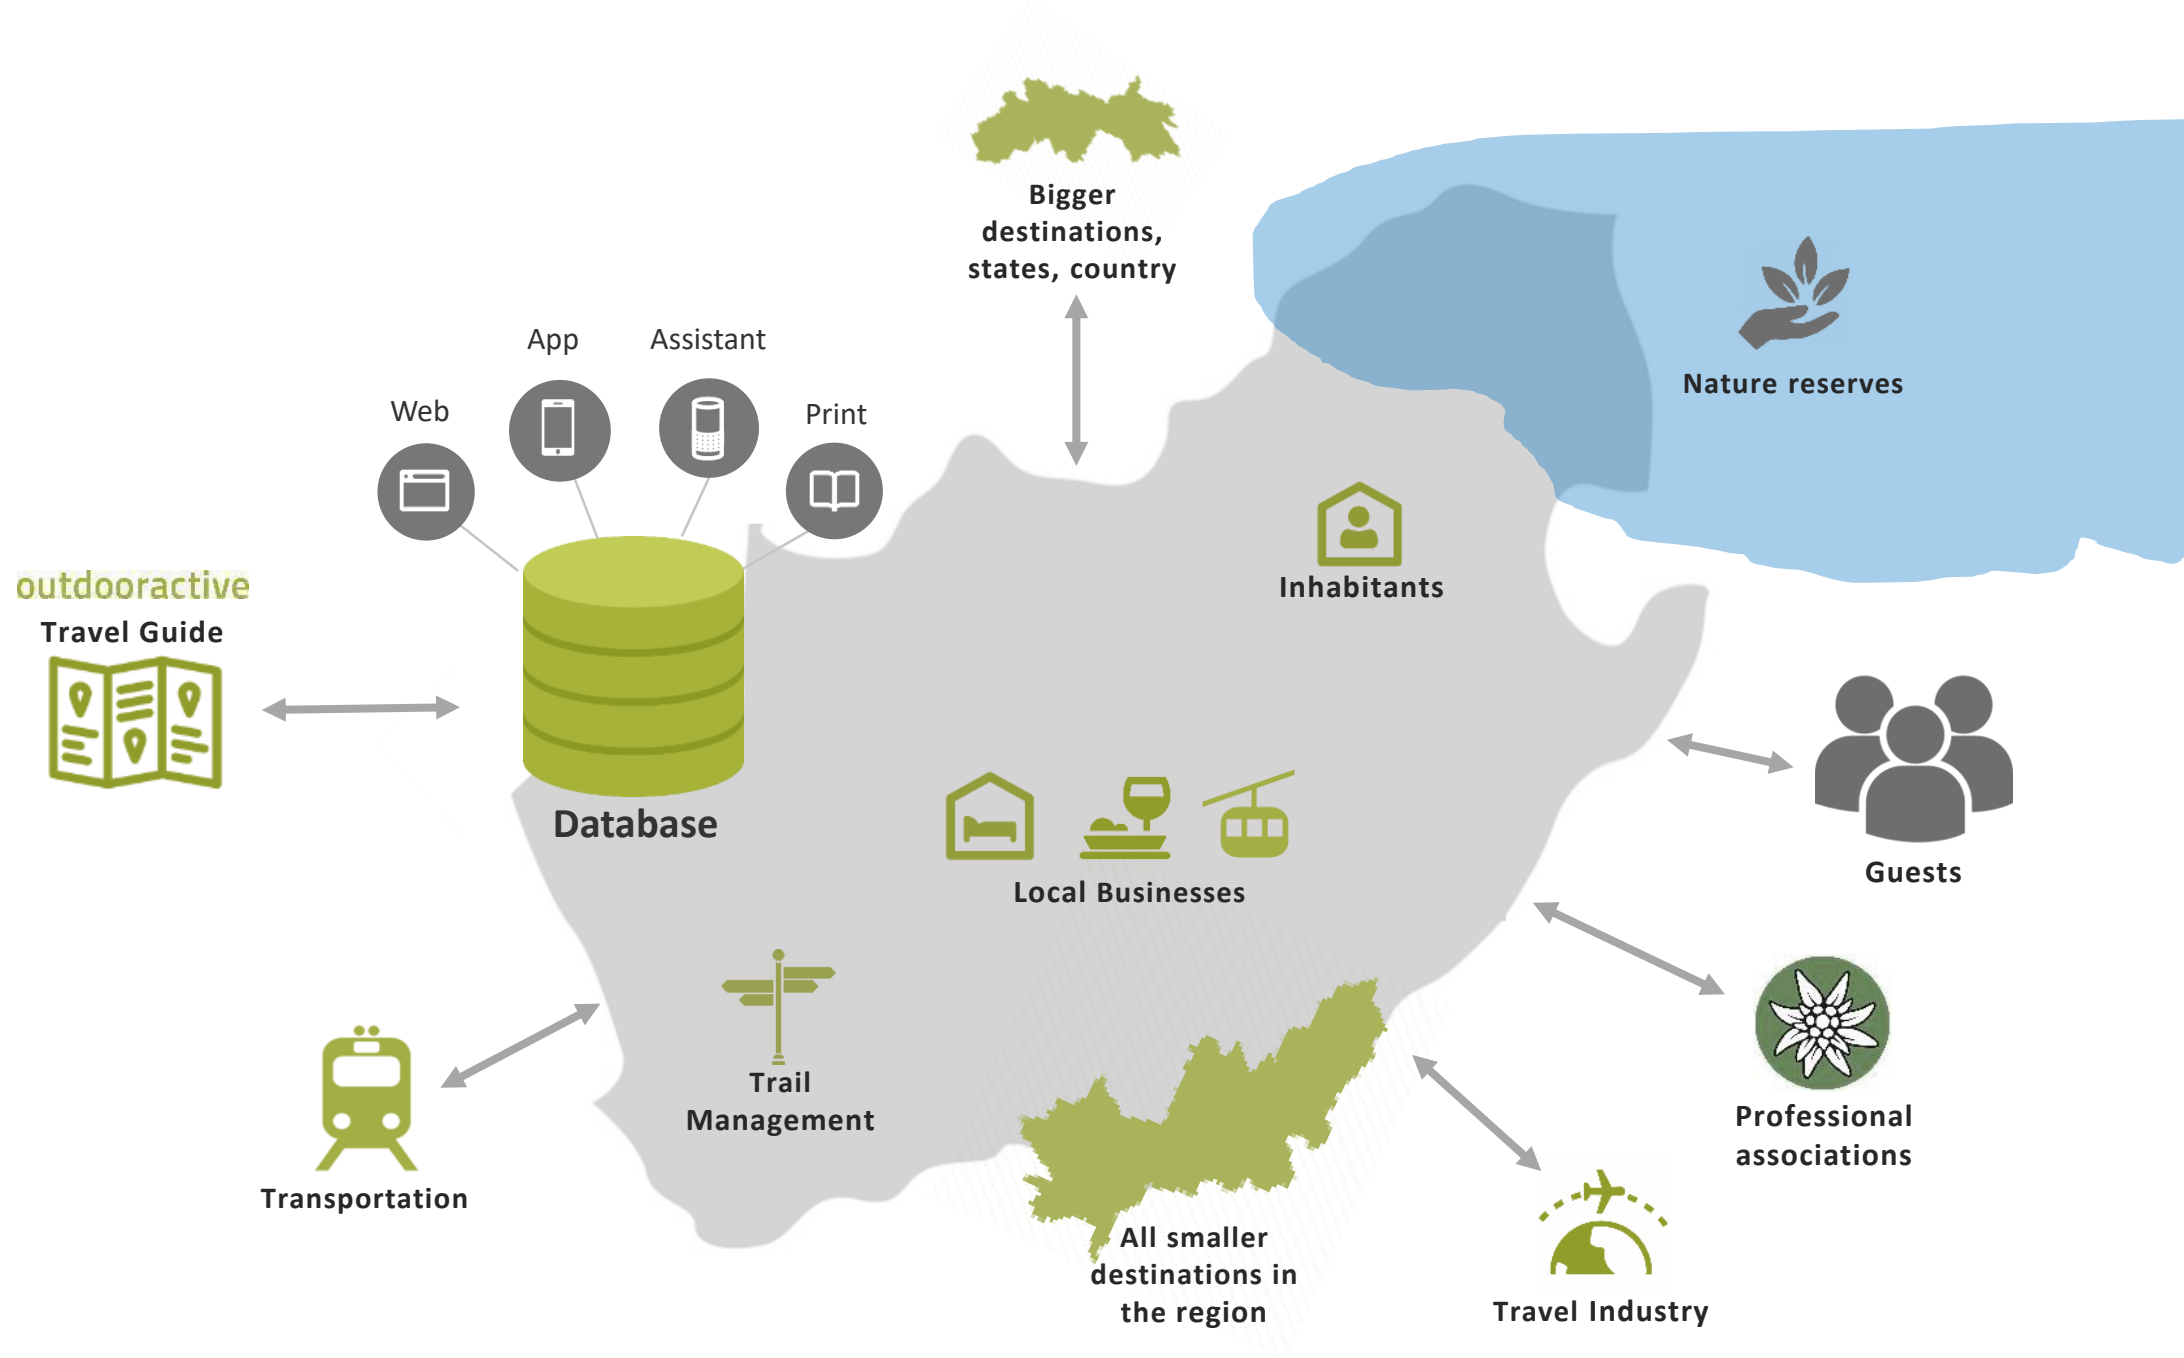 Bigger
destinations,
states, country
App
Assistant
Web
Print
Nature reserves
outdooractive
Travel Guide
Inhabitants
Database
Local Businesses
Guests
Trail
Management
Professional
associations
Transportation
All smaller
destinations in
the region
Travel Industry